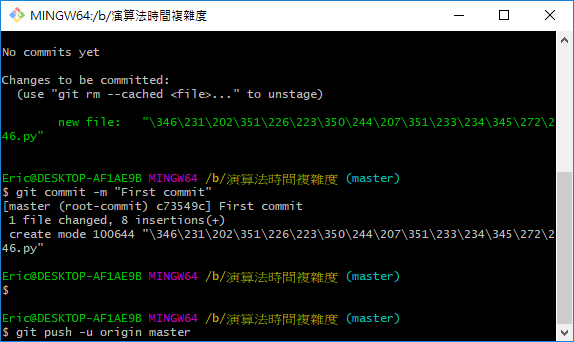 MINGW64:/b/演算法時間複雜度
No commits yet
Changes to be committed:
(use "git rm --cached <file>..." to unstage)
new file:   "\346\231\202\351\226\223\350\244\207\351\233\234\345\272\2
46.py"
Eric@DESKTOP-AF1AE9B MINGW64 /b/演算法時間複雜度 (master)
$ git commit -m "First commit"
[master (root-commit) c73549c] First commit
1 file changed, 8 insertions(+)
create mode 100644 "\346\231\202\351\226\223\350\244\207\351\233\234\345\272\2
46.py"
Eric@DESKTOP-AF1AE9B MINGW64 /b/演算法時間複雜度 (master)
$
Eric@DESKTOP-AF1AE9B MINGW64 /b/演算法時間複雜度 (master)
$ git push -u origin master